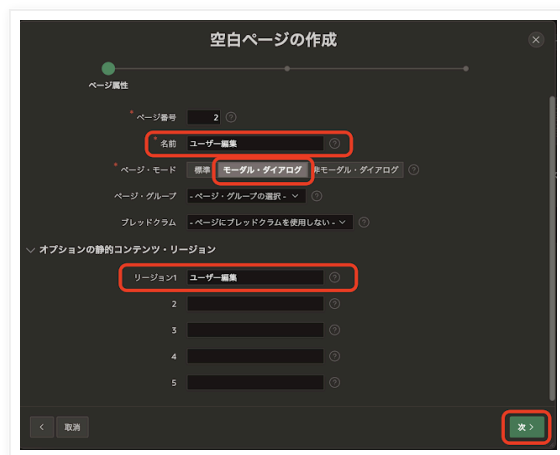 空白ページの作成
ページ属性
* ページ番号 2
* 名前 ユーザー編集
* ページ・モード 標準 モーダル・ダイアログ 非モーダル・ダイアログ
ページ・グループ - ページ・グループの選択 -
ブレッドクラム - ページにブレッドクラムを使用しない -
オプションの静的コンテンツ・リージョン
リージョン1 ユーザー編集
2
3
4
5
< 取消 次 >